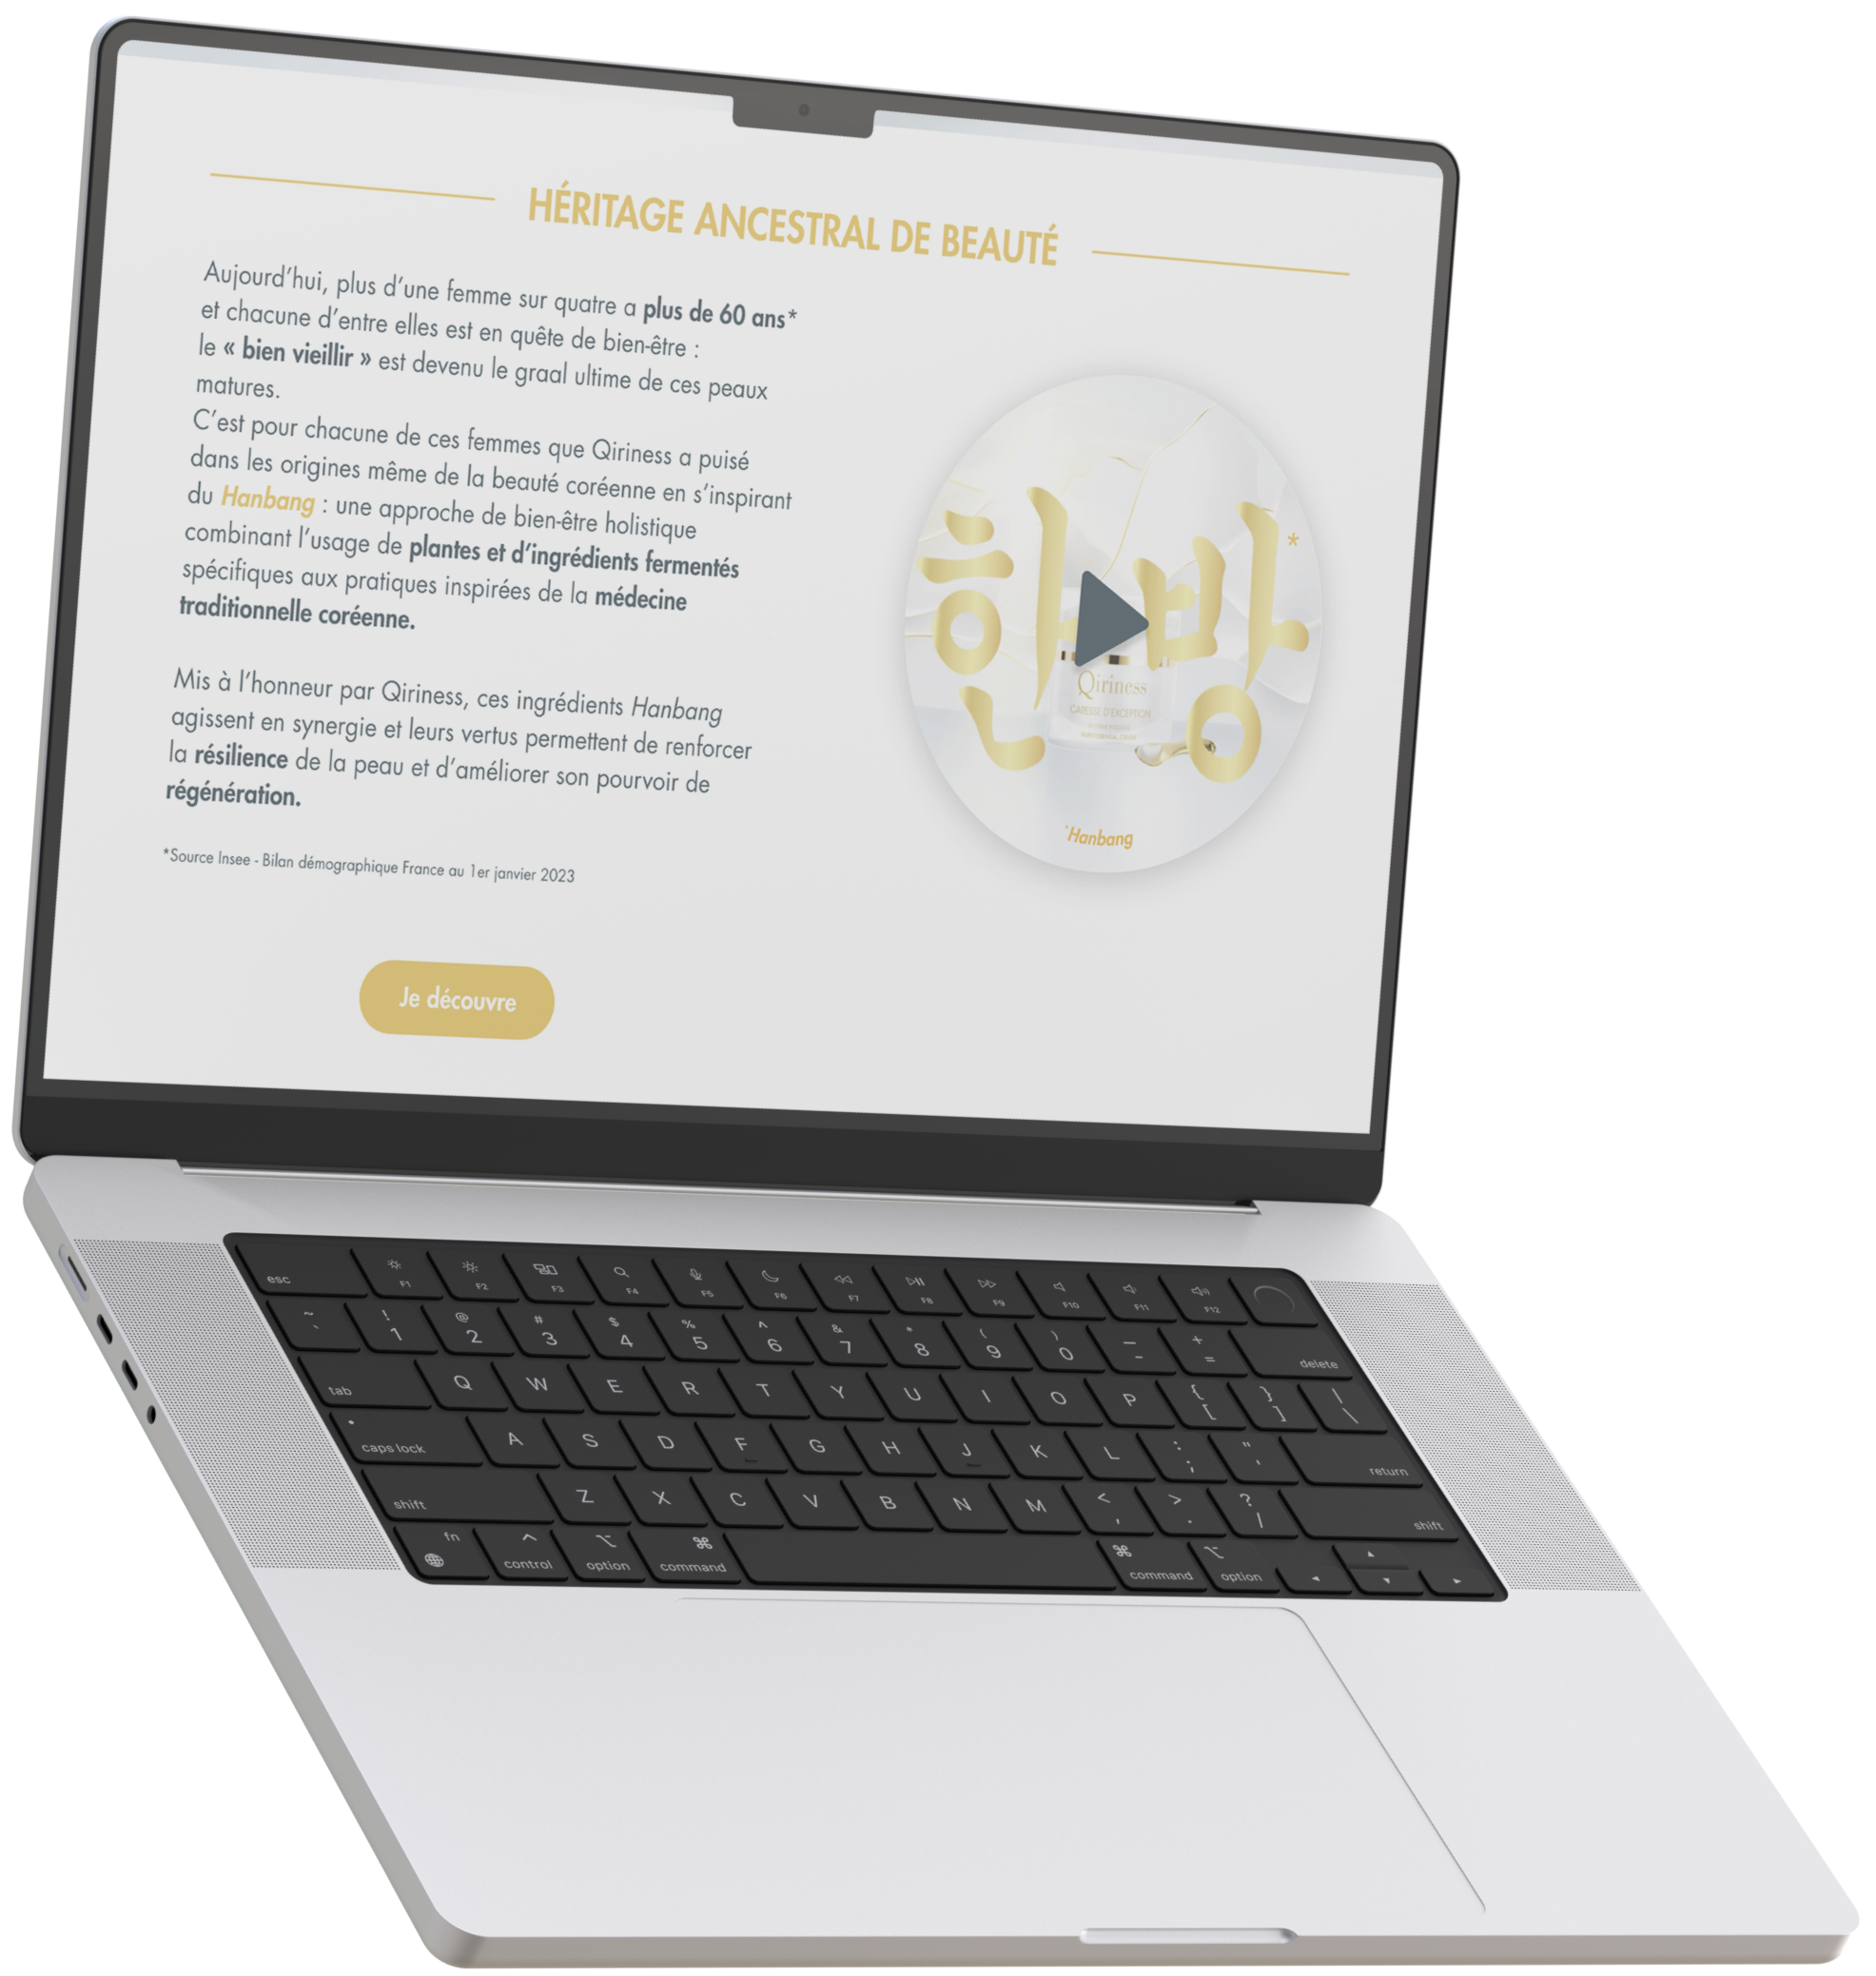 HÉRITAGE ANCESTRAL DE BEAUTÉ
Aujourd’hui, plus d’une femme sur quatre a plus de 60 ans*
et chacune d’entre elles est en quête de bien-être :
le « bien vieillir » est devenu le graal ultime de ces peaux
matures.
C’est pour chacune de ces femmes que Qiriness a puisé
dans les origines même de la beauté coréenne en s’inspirant
du Hanbang : une approche de bien-être holistique
combinant l’usage de plantes et d’ingrédients fermentés
spécifiques aux pratiques inspirées de la médecine
traditionnelle coréenne.
Mis à l’honneur par Qiriness, ces ingrédients Hanbang
agissent en synergie et leurs vertus permettent de renforcer
la résilience de la peau et d’améliorer son pourvoir de
régénération.
*Source Insee - Bilan démographique France au 1er janvier 2023
Je découvre
한방*
Qiriness
CARESSE D'EXCEPTION
*Hanbang
esc F1 F2 F3 F4 F5 F6 F7 F8 F9 F10 F11 F12
~ ` ! 1 @ 2 # 3 $ 4 % 5 ^ 6 & 7 * 8 ( 9 ) 0 — - + = delete
tab Q W E R T Y U I O P { [ } ] | \
caps lock A S D F G H J K L : ; " ' return
shift Z X C V B N M < , > . ? / shift
fn control option command command option